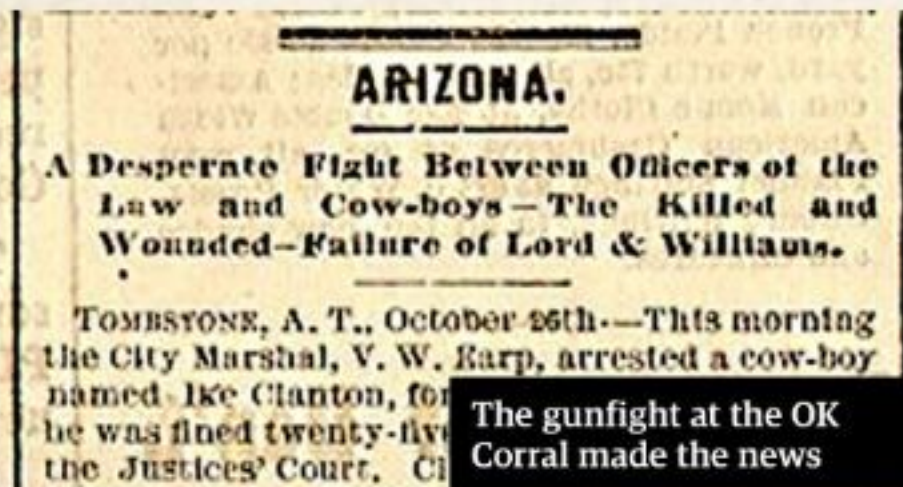 ARIZONA.
A Desperate Fight Between Officers of the
Law and Cow-boys—The Killed and
Wounded—Failure of Lord & Williams.
TOMBSTONE, A. T., October 26th.—This morning
the City Marshal, V. W. Earp, arrested a cow-boy
named Ike Clanton, for
he was fined twenty-five
the Justices' Court.
The gunfight at the OK
Corral made the news